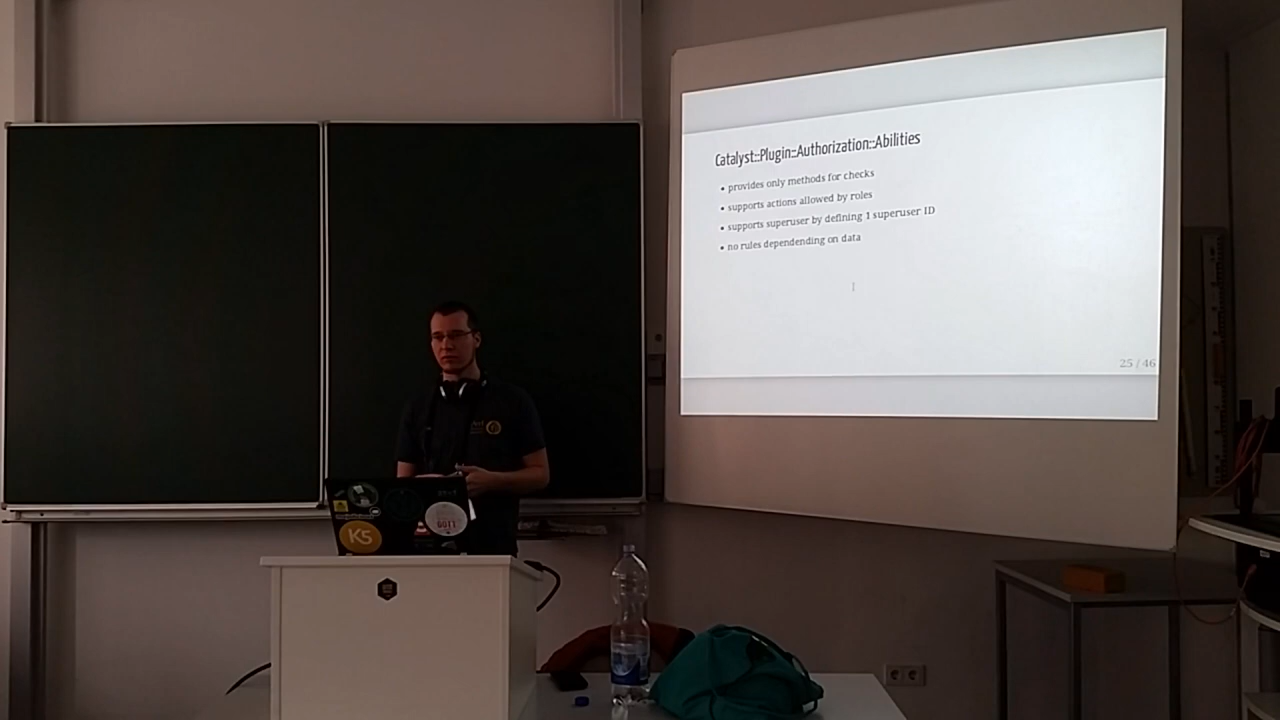 Catalyst::Plugin::Authorization::Abilities
• provides only methods for checks
• supports actions allowed by roles
• supports superuser by defining 1 superuser ID
• no rules dependending on data
25 / 46
K5